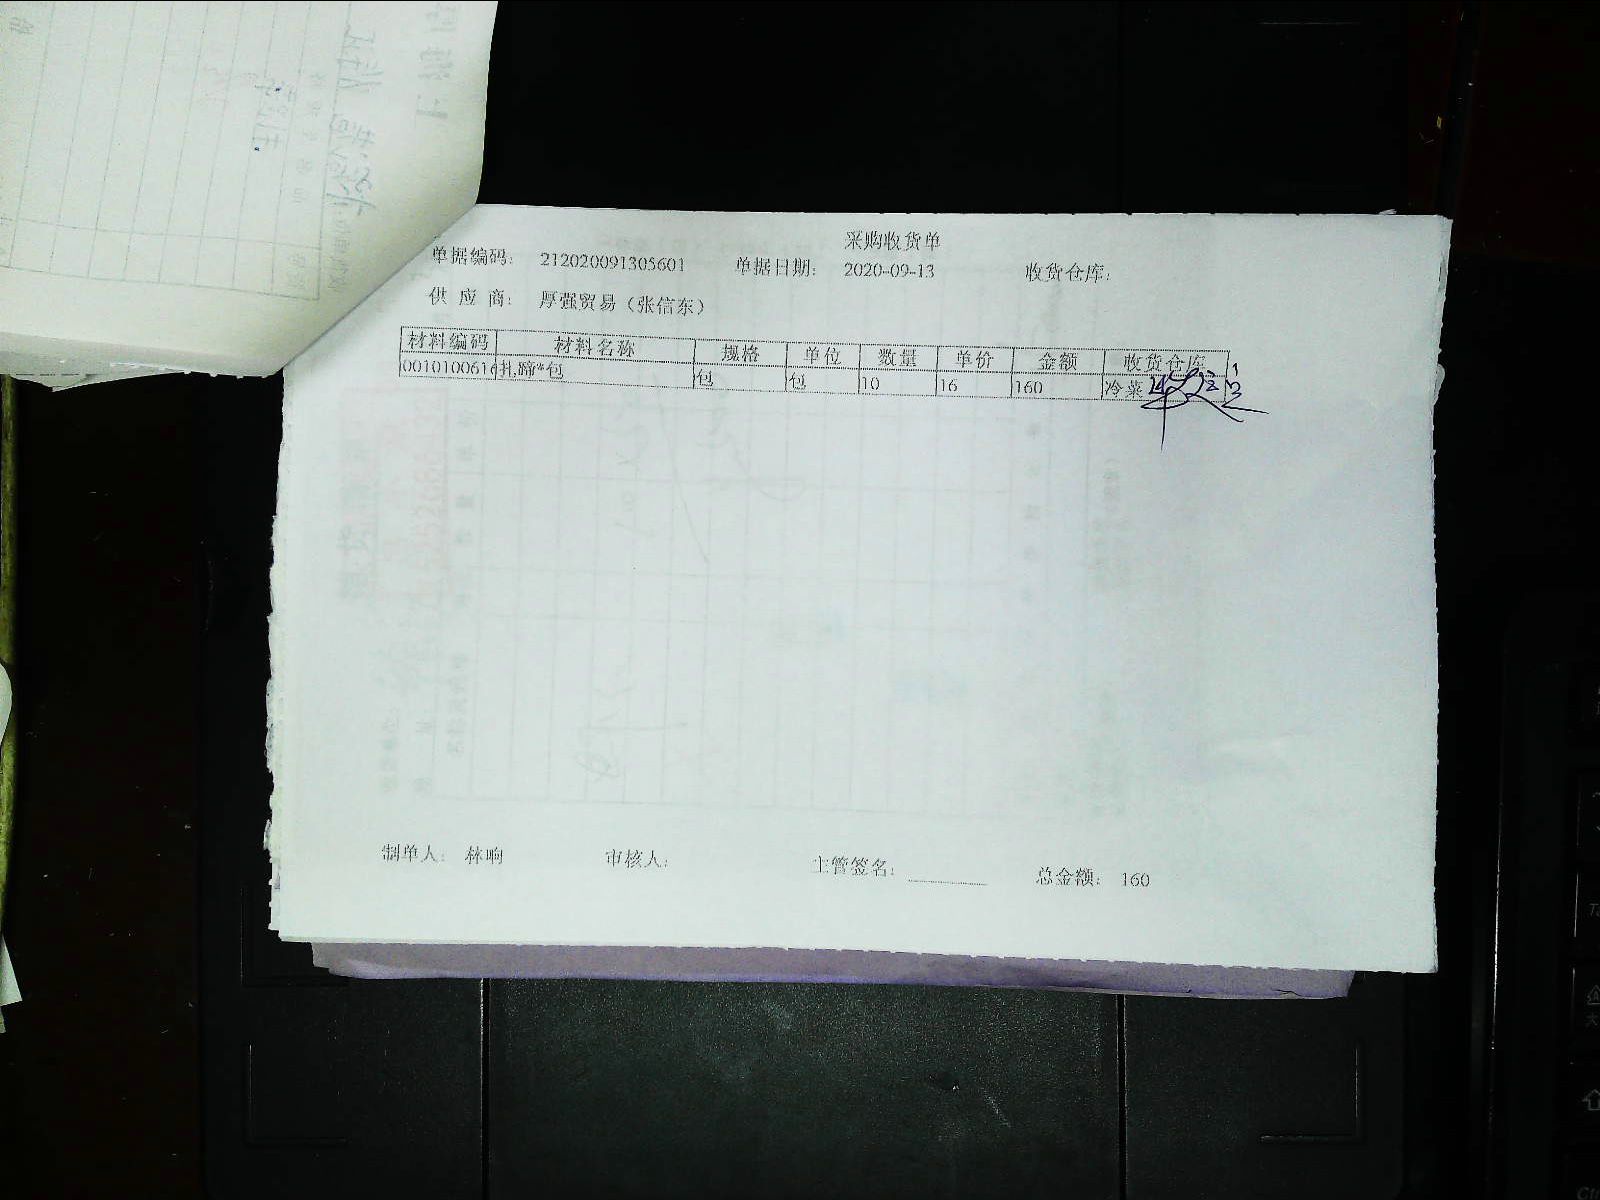 采购收货单
单据编码: 212020091305601 单据日期: 2020-09-13 收货仓库:
供 应 商: 厚强贸易（张信东）
材料编码 材料名称 规格 单位 数量 单价 金额 收货仓库
0010100616 扎蹄*包 包 包 10 16 160 冷菜
制单人: 林响 审核人: 主管签名: 总金额: 160